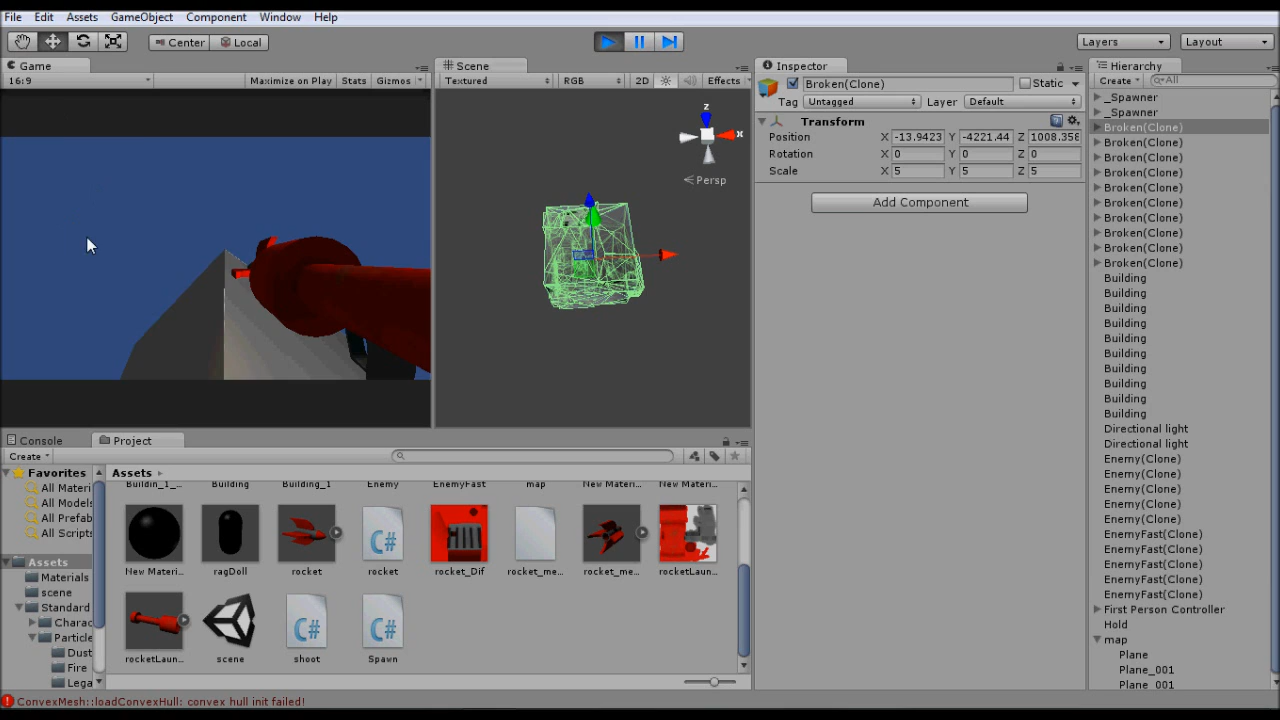 File Edit Assets GameObject Component Window Help
Center Local Layers Layout
Game
16:9 Maximize on Play Stats Gizmos
Scene
Textured RGB 2D Effects
z
x
Persp
Inspector
Broken(Clone) Static
Tag Untagged Layer Default
Transform
Position X -13.9423 Y -4221.44 Z 1008.358
Rotation X 0 Y 0 Z 0
Scale X 5 Y 5 Z 5
Add Component
Hierarchy
Create All
_Spawner
_Spawner
Broken(Clone)
Broken(Clone)
Broken(Clone)
Broken(Clone)
Broken(Clone)
Broken(Clone)
Broken(Clone)
Broken(Clone)
Broken(Clone)
Broken(Clone)
Building
Building
Building
Building
Building
Building
Building
Building
Building
Building
Directional light
Directional light
Enemy(Clone)
Enemy(Clone)
Enemy(Clone)
Enemy(Clone)
Enemy(Clone)
EnemyFast(Clone)
EnemyFast(Clone)
EnemyFast(Clone)
EnemyFast(Clone)
EnemyFast(Clone)
First Person Controller
Hold
map
Plane
Plane_001
Plane_001
Console Project
Create
Favorites
All Materi
All Models
All Prefab
All Scripts
Assets
Materials
scene
Standard
Charac
Particle
Dust
Fire
Lega
Assets
Buildin_1_... Building Building_1 Enemy EnemyFast map New Materi... New Materi...
C#
New Materi... ragDoll rocket rocket rocket_Dif rocket_me... rocket_me... rocketLaun...
C# C#
rocketLaun... scene shoot Spawn
ConvexMesh::loadConvexHull: convex hull init failed!